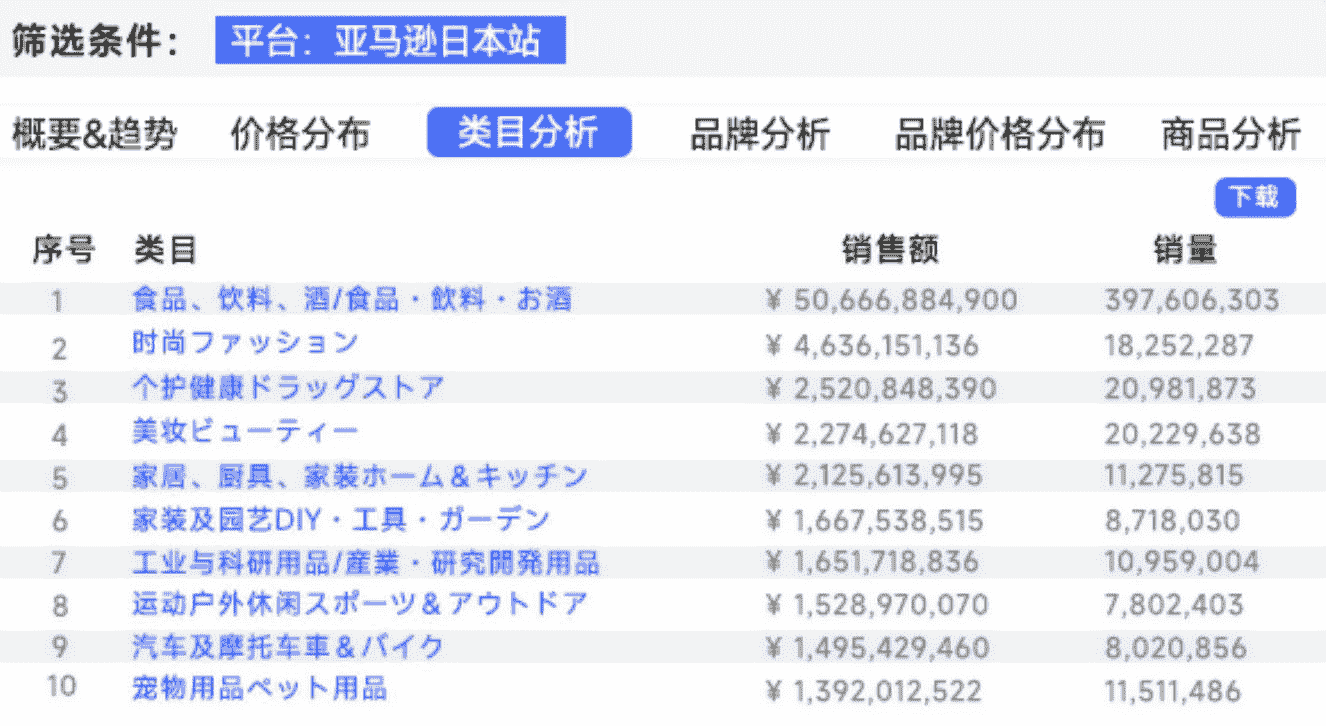 筛选条件： 平台：亚马逊日本站
概要&趋势 价格分布 类目分析 品牌分析 品牌价格分布 商品分析
下载
序号 类目 销售额 销量
1 食品、饮料、酒/食品・飲料・お酒 ¥ 50,666,884,900 397,606,303
2 时尚ファッション ¥ 4,636,151,136 18,252,287
3 个护健康ドラッグストア ¥ 2,520,848,390 20,981,873
4 美妆ビューティー ¥ 2,274,627,118 20,229,638
5 家居、厨具、家装ホーム＆キッチン ¥ 2,125,613,995 11,275,815
6 家装及园艺DIY・工具・ガーデン ¥ 1,667,538,515 8,718,030
7 工业与科研用品/産業・研究開発用品 ¥ 1,651,718,836 10,959,004
8 运动户外休闲スポーツ＆アウトドア ¥ 1,528,970,070 7,802,403
9 汽车及摩托车車＆バイク ¥ 1,495,429,460 8,020,856
10 宠物用品ペット用品 ¥ 1,392,012,522 11,511,486